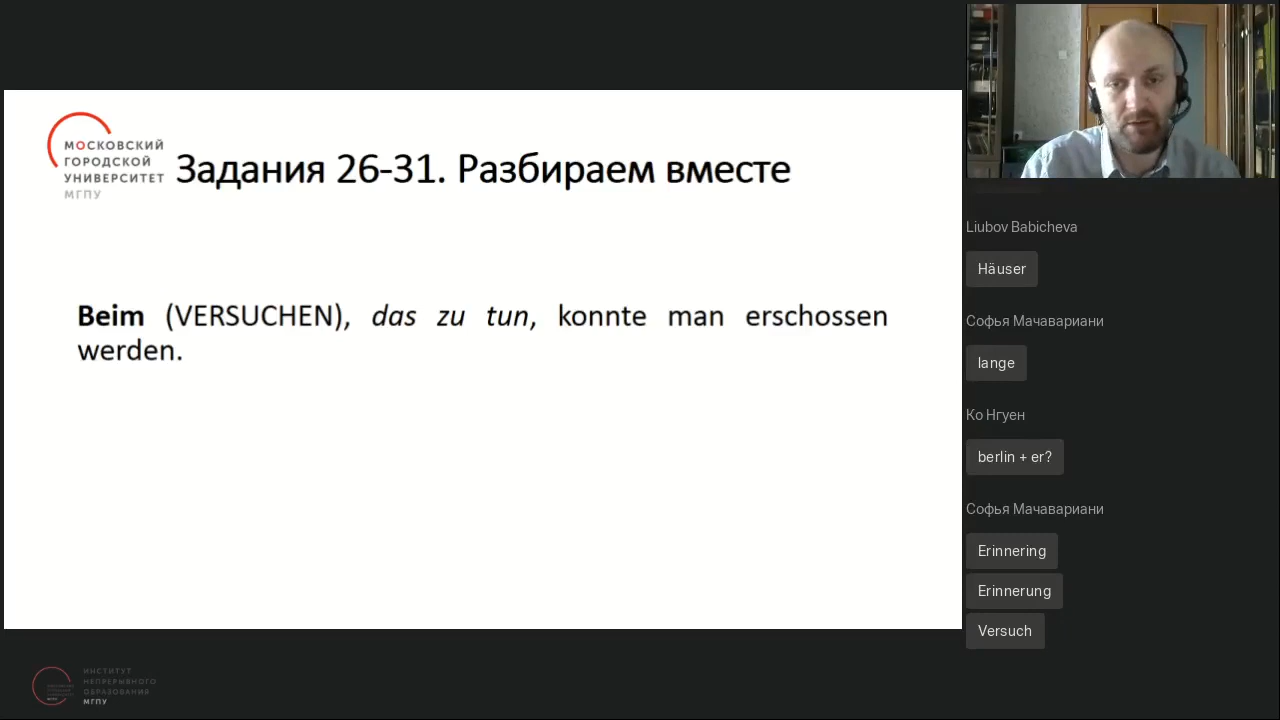 МОСКОВСКИЙ
ГОРОДСКОЙ
УНИВЕРСИТЕТ
МГПУ
Задания 26-31. Разбираем вместе
Beim (VERSUCHEN), das zu tun, konnte man erschossen
werden.
Liubov Babicheva
Häuser
Софья Мачавариани
lange
Ко Нгуен
berlin + er?
Софья Мачавариани
Erinnering
Erinnerung
Versuch
ИНСТИТУТ
НЕПРЕРЫВНОГО
ОБРАЗОВАНИЯ
МГПУ